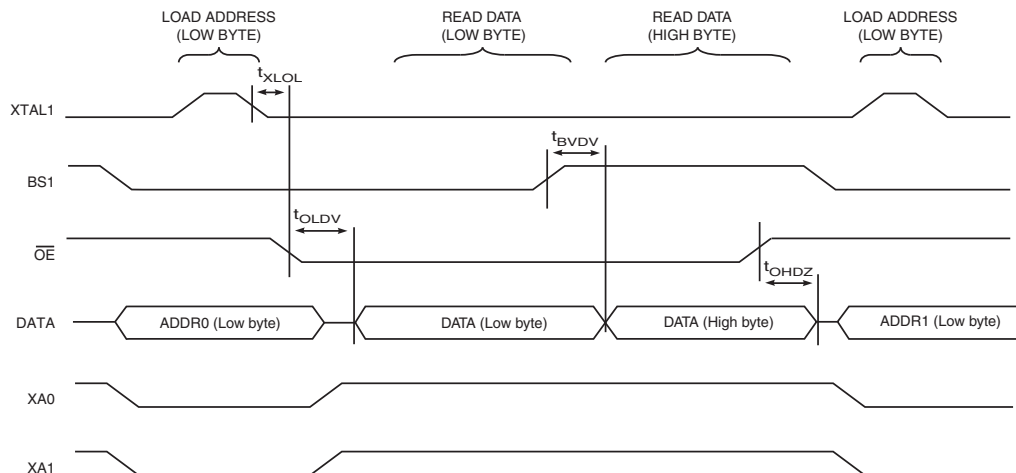 LOAD ADDRESS
(LOW BYTE)
READ DATA
(LOW BYTE)
READ DATA
(HIGH BYTE)
LOAD ADDRESS
(LOW BYTE)
tXLOL
XTAL1
tBVDV
BS1
tOLDV
OE
tOHDZ
DATA
ADDR0 (Low byte)
DATA (Low byte)
DATA (High byte)
ADDR1 (Low byte)
XA0
XA1